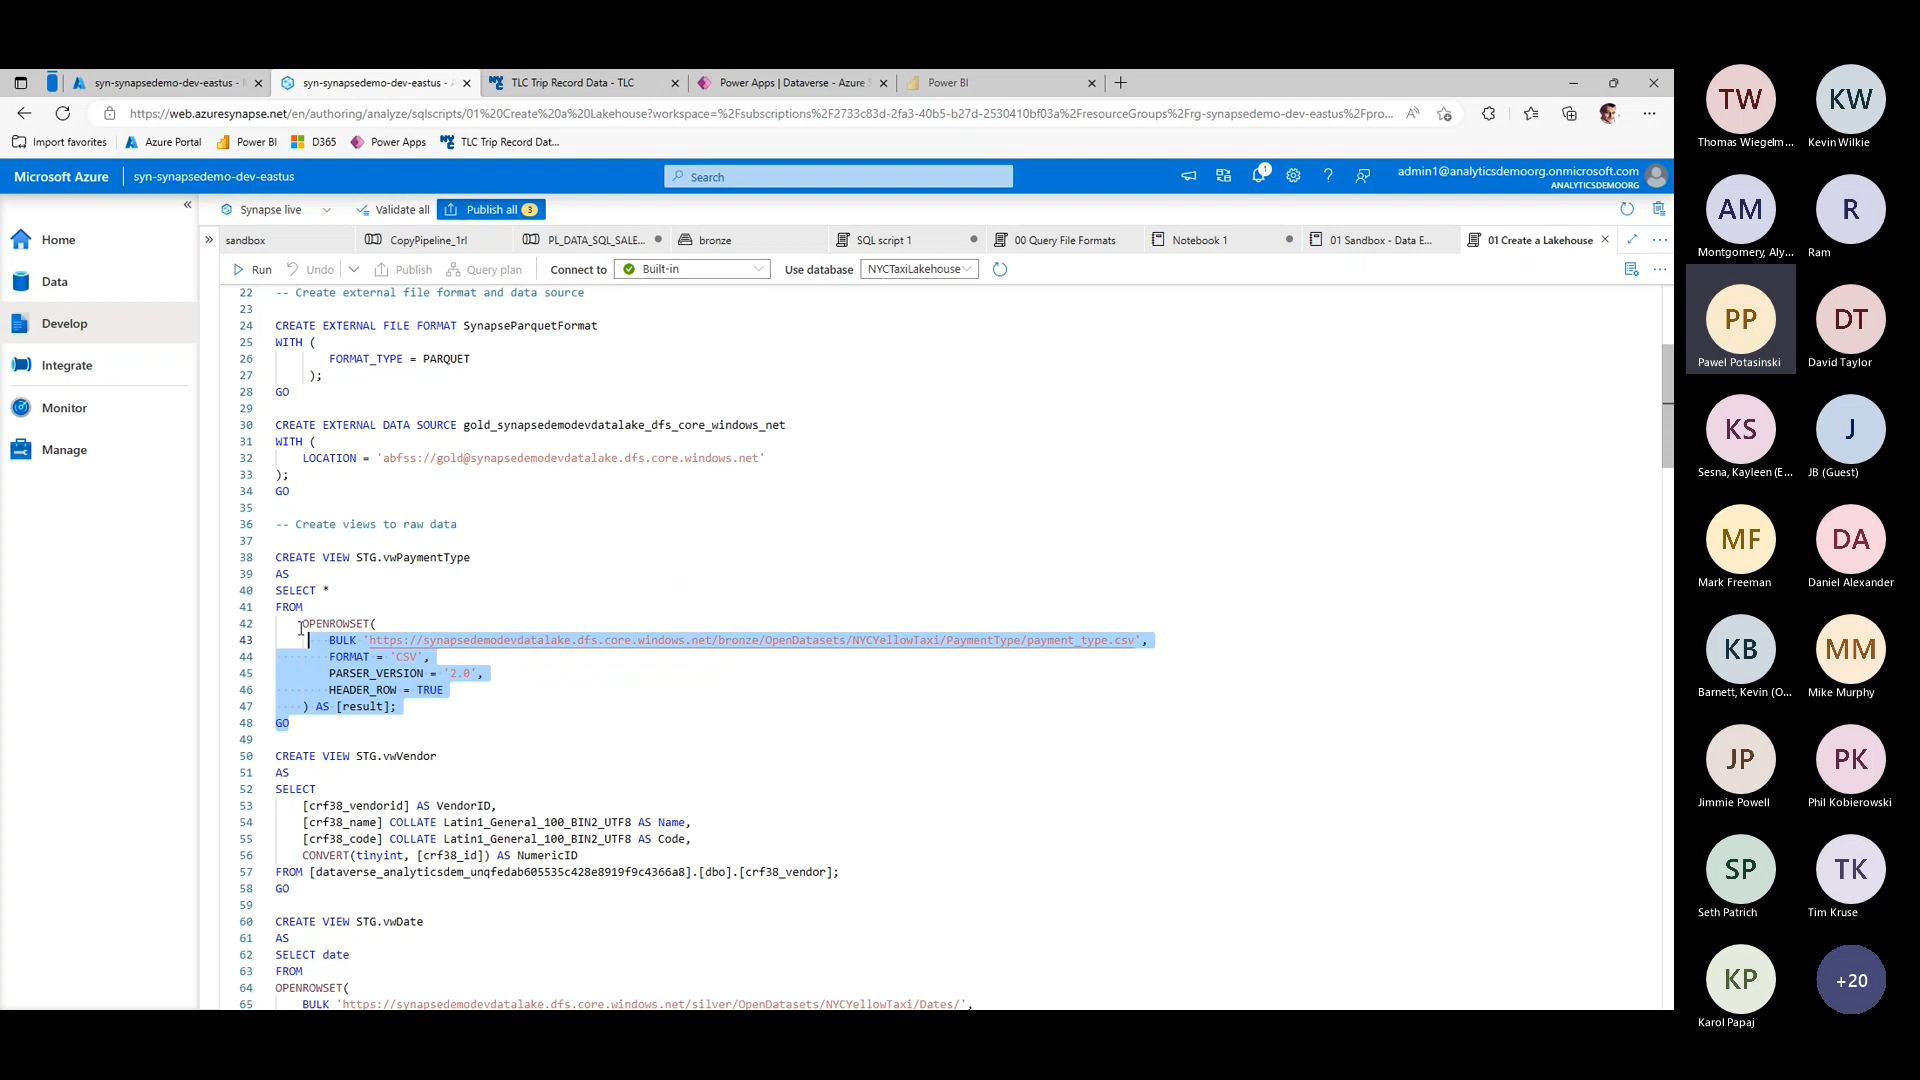 syn-synapsedemo-dev-eastus -
syn-synapsedemo-dev-eastus -
TLC Trip Record Data - TLC
Power Apps | Dataverse - Azure
Power BI
https://web.azuresynapse.net/en/authoring/analyze/sqlscripts/01%20Create%20a%20Lakehouse?workspace=%2Fsubscriptions%2F2733c83d-2fa3-40b5-b27d-2530410bf03a%2FresourceGroups%2Frg-synapsedemo-dev-eastus%2Fpro...
Import favorites
Azure Portal
Power BI
D365
Power Apps
TLC Trip Record Dat...
Microsoft Azure
syn-synapsedemo-dev-eastus
Search
1
admin1@analyticsdemoorg.onmicrosoft.com
ANALYTICSDEMOORG
Synapse live
Validate all
Publish all 3
Home
Data
Develop
Integrate
Monitor
Manage
sandbox
CopyPipeline_1rl
PL_DATA_SQL_SALE...
bronze
SQL script 1
00 Query File Formats
Notebook 1
01 Sandbox - Data E...
01 Create a Lakehouse
Run
Undo
Publish
Query plan
Connect to
Built-in
Use database
NYCTaxiLakehouse
22 -- Create external file format and data source
23
24 CREATE EXTERNAL FILE FORMAT SynapseParquetFormat
25 WITH (
26 FORMAT_TYPE = PARQUET
27 );
28 GO
29
30 CREATE EXTERNAL DATA SOURCE gold_synapsedemodevdatalake_dfs_core_windows_net
31 WITH (
32 LOCATION = 'abfss://gold@synapsedemodevdatalake.dfs.core.windows.net'
33 );
34 GO
35
36 -- Create views to raw data
37
38 CREATE VIEW STG.vwPaymentType
39 AS
40 SELECT *
41 FROM
42 OPENROWSET(
43 BULK 'https://synapsedemodevdatalake.dfs.core.windows.net/bronze/OpenDatasets/NYCYellowTaxi/PaymentType/payment_type.csv',
44 FORMAT = 'CSV',
45 PARSER_VERSION = '2.0',
46 HEADER_ROW = TRUE
47 ) AS [result];
48 GO
49
50 CREATE VIEW STG.vwVendor
51 AS
52 SELECT
53 [crf38_vendorid] AS VendorID,
54 [crf38_name] COLLATE Latin1_General_100_BIN2_UTF8 AS Name,
55 [crf38_code] COLLATE Latin1_General_100_BIN2_UTF8 AS Code,
56 CONVERT(tinyint, [crf38_id]) AS NumericID
57 FROM [dataverse_analyticsdem_unqfedab605535c428e8919f9c4366a8].[dbo].[crf38_vendor];
58 GO
59
60 CREATE VIEW STG.vwDate
61 AS
62 SELECT date
63 FROM
64 OPENROWSET(
65 BULK 'https://synapsedemodevdatalake.dfs.core.windows.net/silver/OpenDatasets/NYCYellowTaxi/Dates/',
TW
Thomas Wiegelm...
KW
Kevin Wilkie
AM
Montgomery, Aly...
R
Ram
PP
Pawel Potasinski
DT
David Taylor
KS
Sesna, Kayleen (E...
J
JB (Guest)
MF
Mark Freeman
DA
Daniel Alexander
KB
Barnett, Kevin (O...
MM
Mike Murphy
JP
Jimmie Powell
PK
Phil Kobierowski
SP
Seth Patrich
TK
Tim Kruse
KP
Karol Papaj
+20